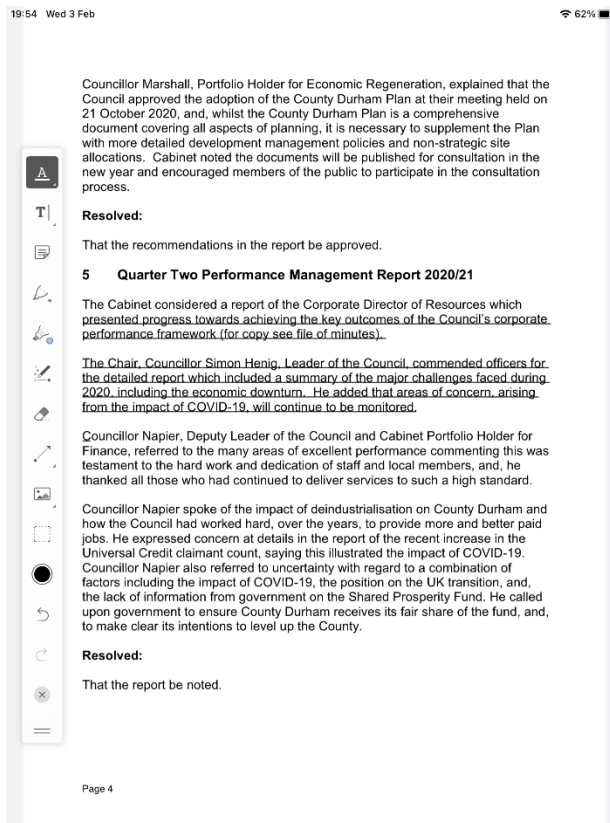 19:54 Wed 3 Feb
62%
Councillor Marshall, Portfolio Holder for Economic Regeneration, explained that the
Council approved the adoption of the County Durham Plan at their meeting held on
21 October 2020, and, whilst the County Durham Plan is a comprehensive
document covering all aspects of planning, it is necessary to supplement the Plan
with more detailed development management policies and non-strategic site
allocations. Cabinet noted the documents will be published for consultation in the
new year and encouraged members of the public to participate in the consultation
process.
Resolved:
That the recommendations in the report be approved.
5 Quarter Two Performance Management Report 2020/21
The Cabinet considered a report of the Corporate Director of Resources which
presented progress towards achieving the key outcomes of the Council's corporate
performance framework (for copy see file of minutes).
The Chair, Councillor Simon Henig, Leader of the Council, commended officers for
the detailed report which included a summary of the major challenges faced during
2020, including the economic downturn. He added that areas of concern, arising
from the impact of COVID-19, will continue to be monitored.
Councillor Napier, Deputy Leader of the Council and Cabinet Portfolio Holder for
Finance, referred to the many areas of excellent performance commenting this was
testament to the hard work and dedication of staff and local members, and, he
thanked all those who had continued to deliver services to such a high standard.
Councillor Napier spoke of the impact of deindustrialisation on County Durham and
how the Council had worked hard, over the years, to provide more and better paid
jobs. He expressed concern at details in the report of the recent increase in the
Universal Credit claimant count, saying this illustrated the impact of COVID-19.
Councillor Napier also referred to uncertainty with regard to a combination of
factors including the impact of COVID-19, the position on the UK transition, and,
the lack of information from government on the Shared Prosperity Fund. He called
upon government to ensure County Durham receives its fair share of the fund, and,
to make clear its intentions to level up the County.
Resolved:
That the report be noted.
Page 4
A
T